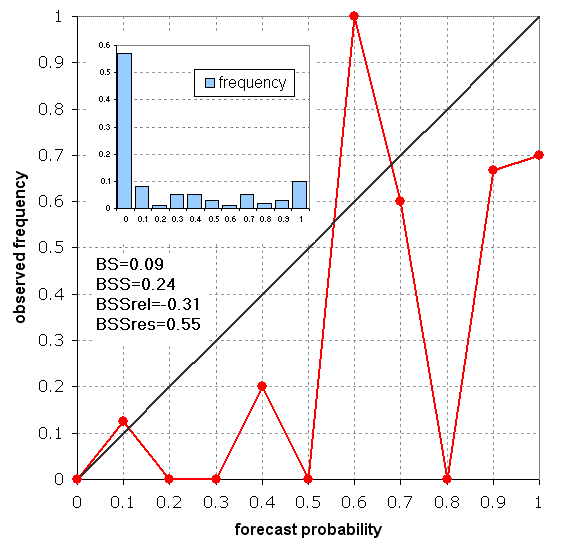 1
0.9
0.8
0.7
0.6
0.5
0.4
0.3
0.2
0.1
0
observed frequency
0.6
0.5
0.4
0.3
0.2
0.1
0
frequency
0 0.1 0.2 0.3 0.4 0.5 0.6 0.7 0.8 0.9 1
BS=0.09
BSS=0.24
BSSrel=-0.31
BSSres=0.55
0 0.1 0.2 0.3 0.4 0.5 0.6 0.7 0.8 0.9 1
forecast probability